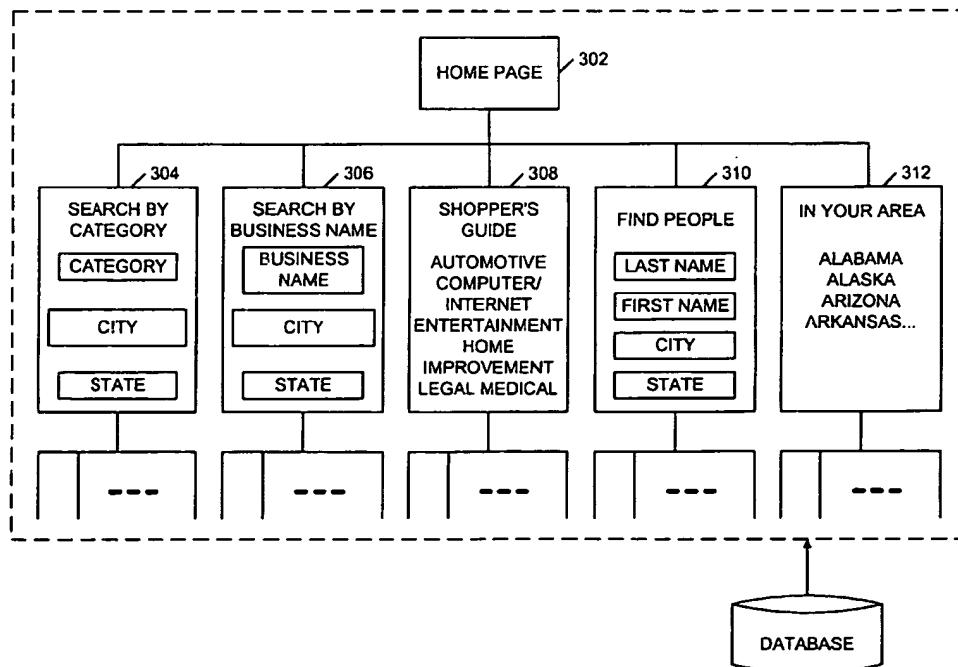 HOME PAGE
302
304
SEARCH BY
CATEGORY
CATEGORY
CITY
STATE
306
SEARCH BY
BUSINESS NAME
BUSINESS
NAME
CITY
STATE
308
SHOPPER'S
GUIDE
AUTOMOTIVE
COMPUTER/
INTERNET
ENTERTAINMENT
HOME
IMPROVEMENT
LEGAL MEDICAL
310
FIND PEOPLE
LAST NAME
FIRST NAME
CITY
STATE
312
IN YOUR AREA
ALABAMA
ALASKA
ARIZONA
ARKANSAS...
DATABASE